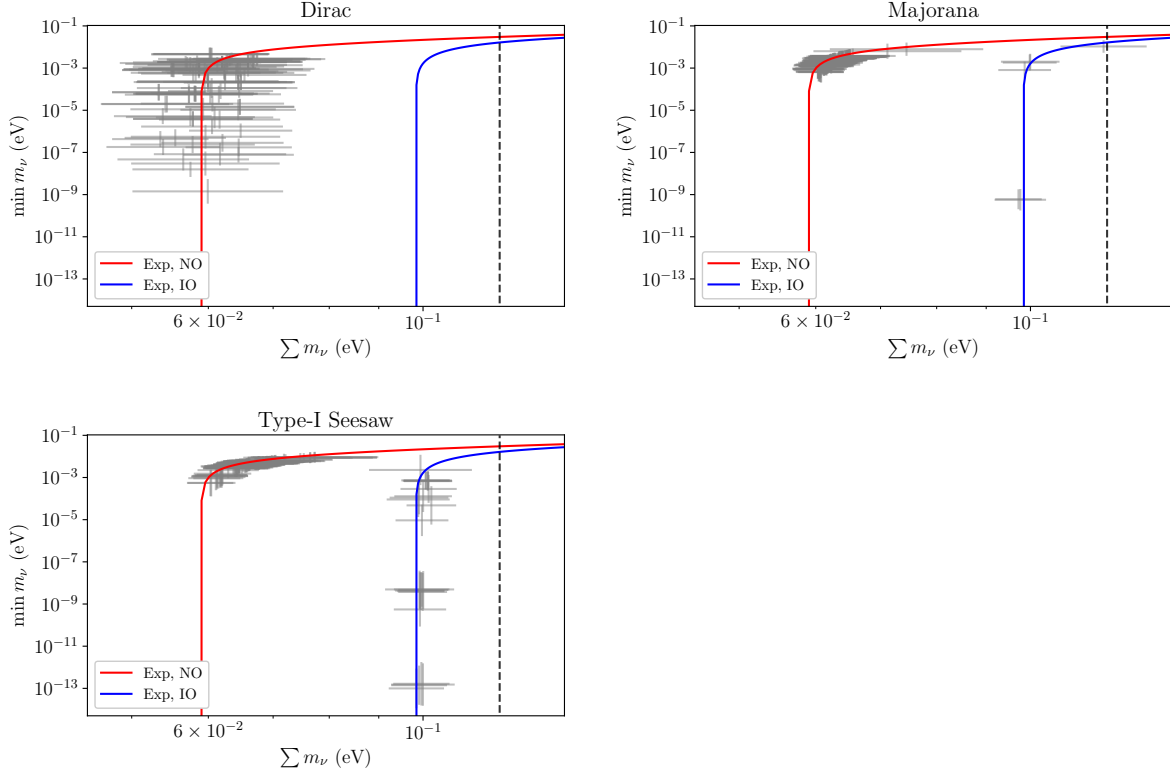 Dirac
10^{-1}
10^{-3}
10^{-5}
10^{-7}
10^{-9}
10^{-11}
10^{-13}
min m_ν (eV)
Exp, NO
Exp, IO
6 × 10^{-2}
10^{-1}
∑ m_ν (eV)
Majorana
10^{-1}
10^{-3}
10^{-5}
10^{-7}
10^{-9}
10^{-11}
10^{-13}
min m_ν (eV)
Exp, NO
Exp, IO
6 × 10^{-2}
10^{-1}
∑ m_ν (eV)
Type-I Seesaw
10^{-1}
10^{-3}
10^{-5}
10^{-7}
10^{-9}
10^{-11}
10^{-13}
min m_ν (eV)
Exp, NO
Exp, IO
6 × 10^{-2}
10^{-1}
∑ m_ν (eV)